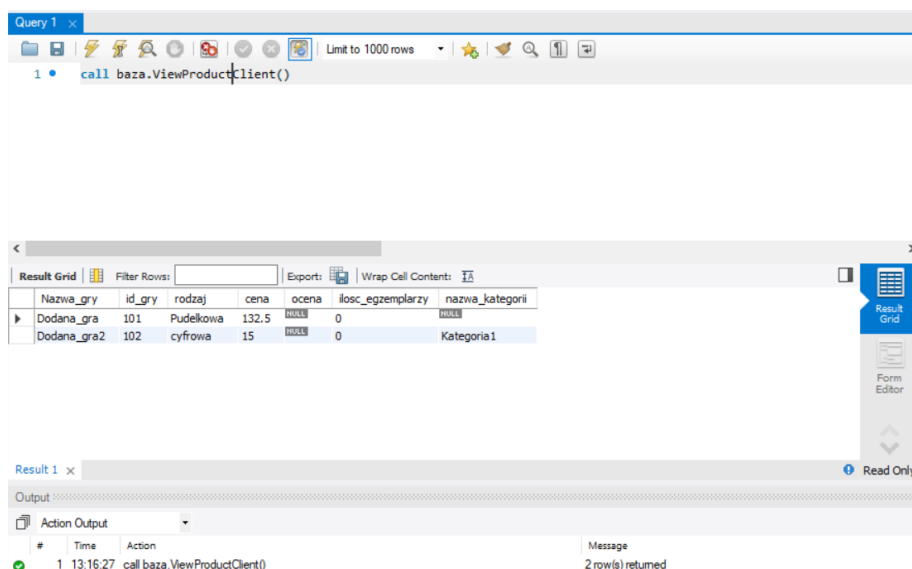 Query 1
Limit to 1000 rows
1 call baza.ViewProductClient()
Result Grid Filter Rows: Export: Wrap Cell Content:
Nazwa_gry id_gry rodzaj cena ocena ilosc_egzemplarzy nazwa_kategorii
Dodana_gra 101 Pudelkowa 132.5 NULL 0 NULL
Dodana_gra2 102 cyfrowa 15 NULL 0 Kategoria1
Result
Grid
Form
Editor
Result 1 Read Only
Output
Action Output
# Time Action Message
1 13:16:27 call baza.ViewProductClient() 2 row(s) returned